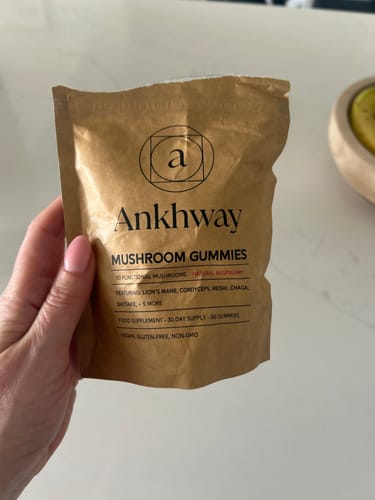 a
Ankhway
MUSHROOM GUMMIES
10 FUNCTIONAL MUSHROOMS - NATURAL RASPBERRY
FEATURING: LION'S MANE, CORDYCEPS, REISHI, CHAGA,
SHIITAKE, + 5 MORE
FOOD SUPPLEMENT - 30-DAY SUPPLY - 60 GUMMIES
VEGAN, GLUTEN-FREE, NON-GMO